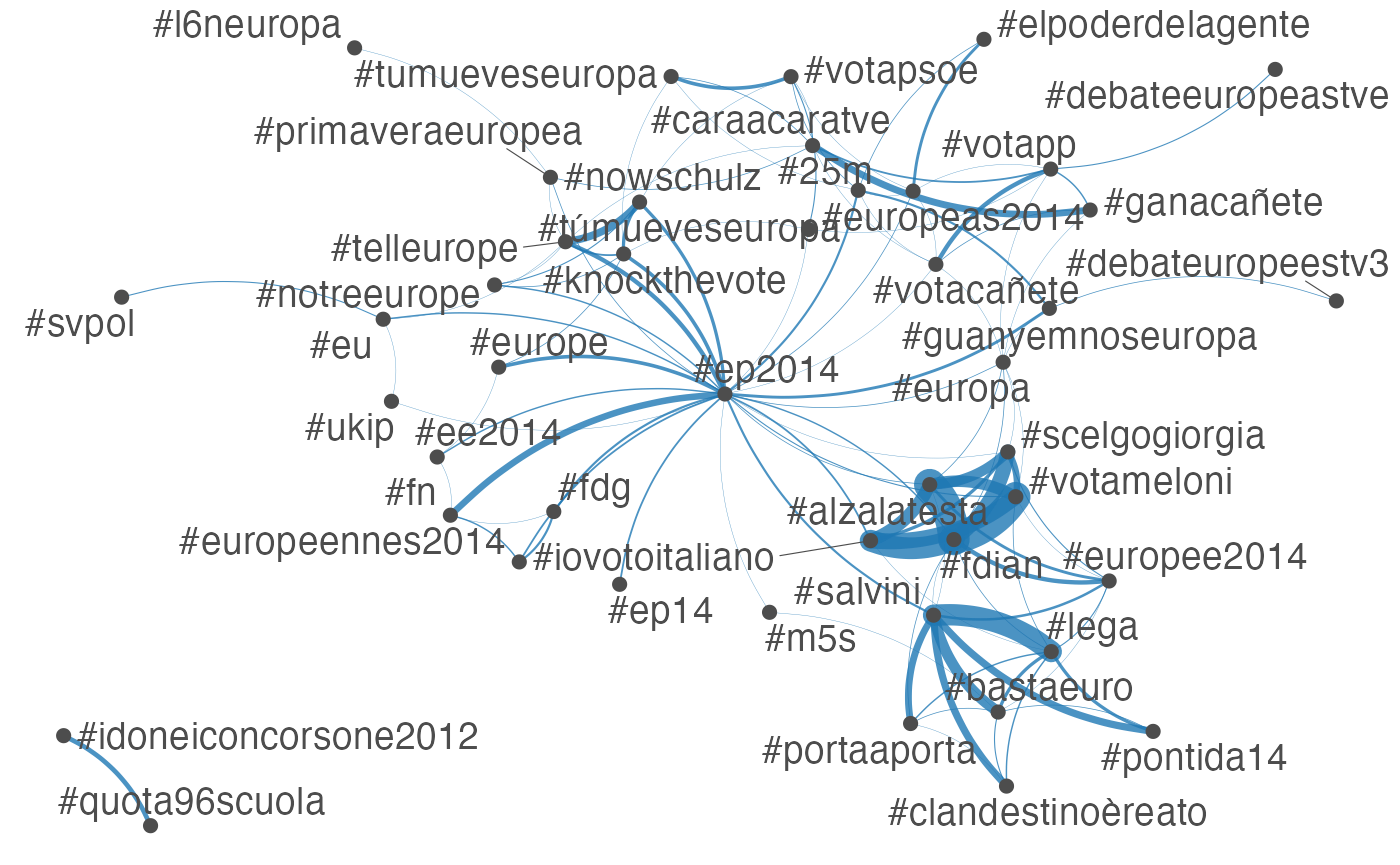 #l6neuropa
#elpoderdelagente
#tumueveseuropa
#votapsoe
#debateeuropeastve
#primaveraeuropea
#caraacaratve
#votapp
#nowschulz
#25m
#ganacañete
#túmueveseuropa
#europeas2014
#telleurope
#knockthevote
#debateuropeestv3
#notreeurope
#votacañete
#svpol
#eu
#europe
#guanyemnoseuropa
#ep2014
#europa
#ukip
#ee2014
#scelgogiorgia
#fn
#fdg
#votameloni
#alzalatesta
#europeennes2014
#iovotoitaliano
#fdian
#europee2014
#salvini
#ep14
#m5s
#lega
#bastaeuro
#idoneiconcorsone2012
#portaaporta
#pontida14
#quota96scuola
#clandestinoèreato